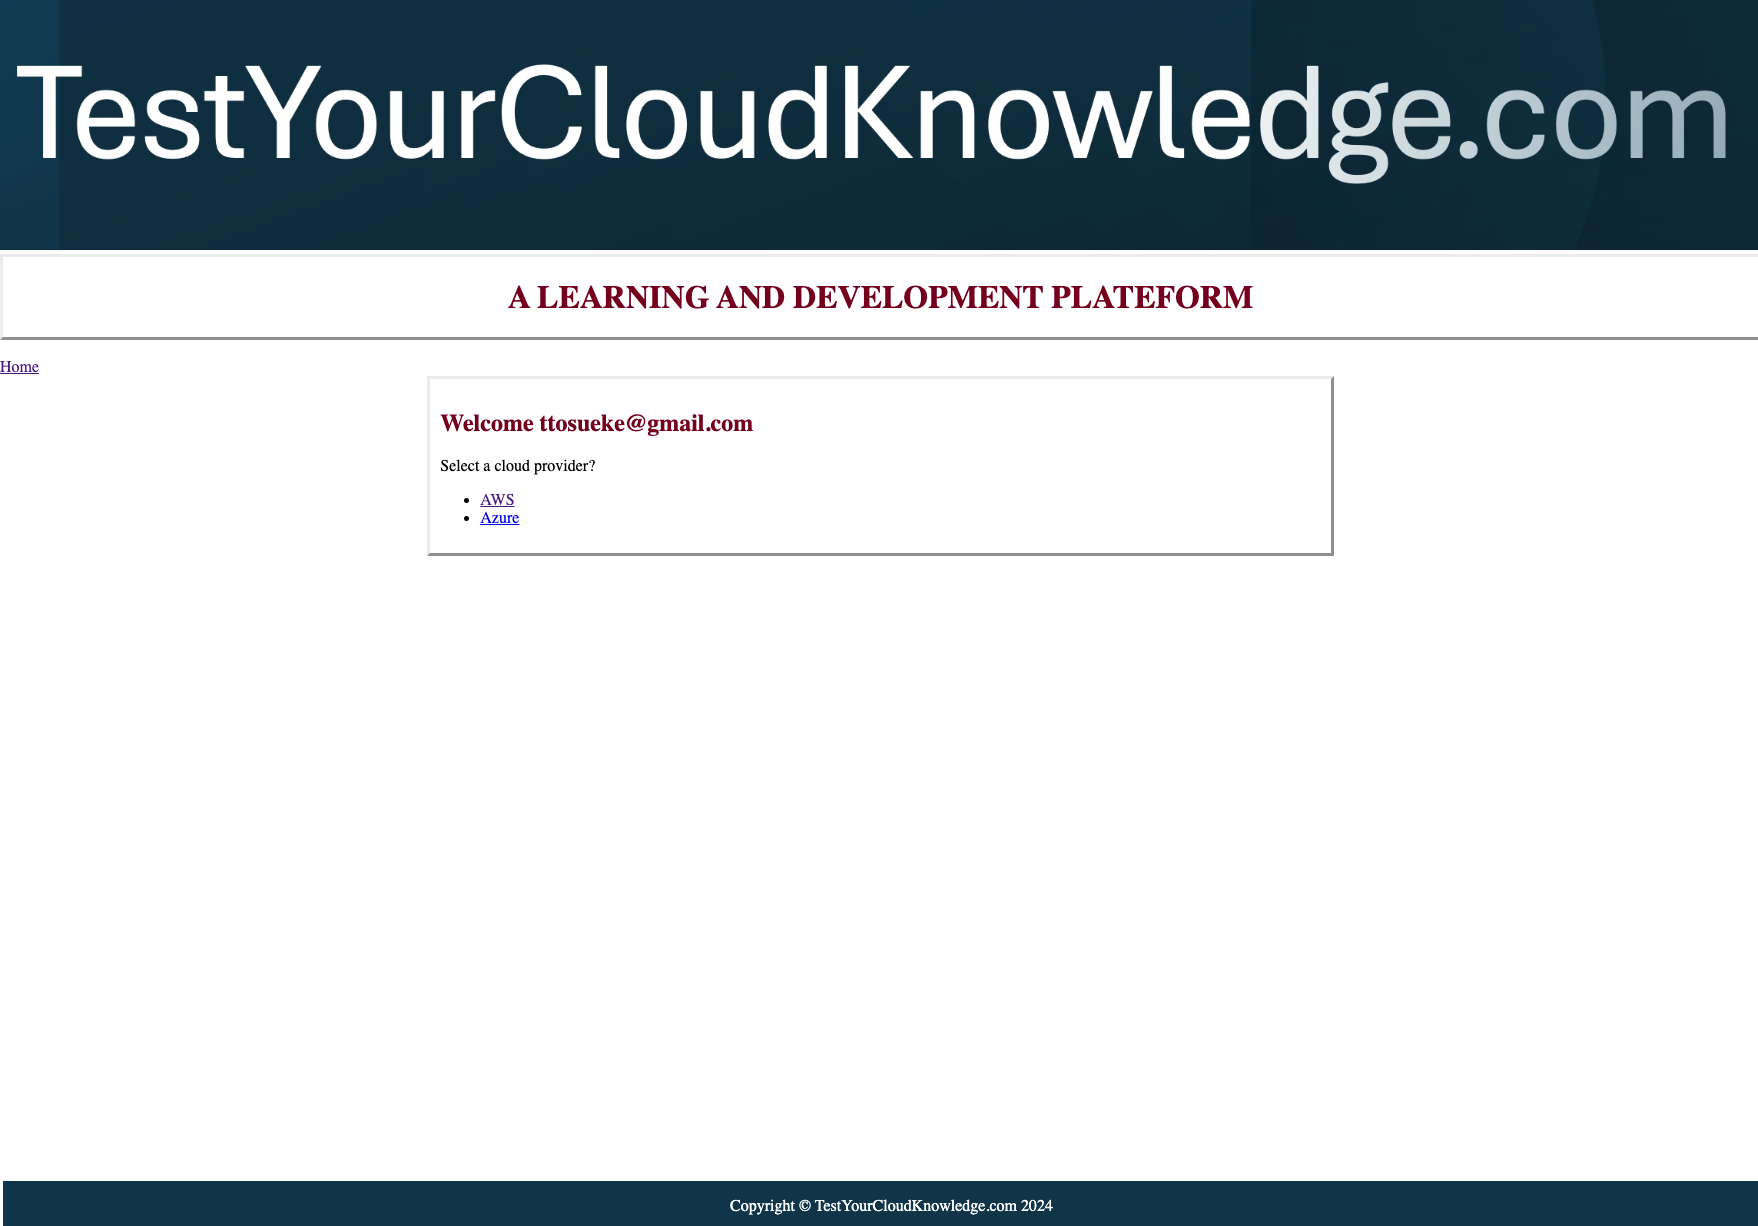 TestYourCloudKnowledge.com
A LEARNING AND DEVELOPMENT PLATEFORM
Home
Welcome ttosueke@gmail.com
Select a cloud provider?
AWS
Azure
Copyright © TestYourCloudKnowledge.com 2024